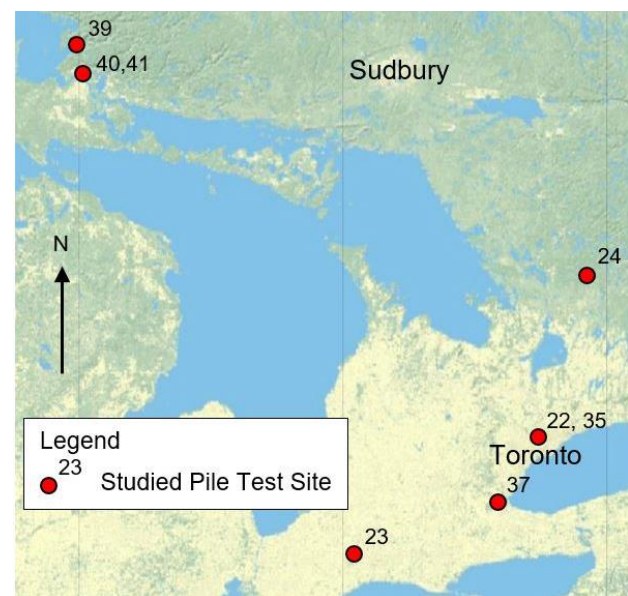 39
40,41
Sudbury
N
24
22, 35
Toronto
37
23
Legend
23
Studied Pile Test Site